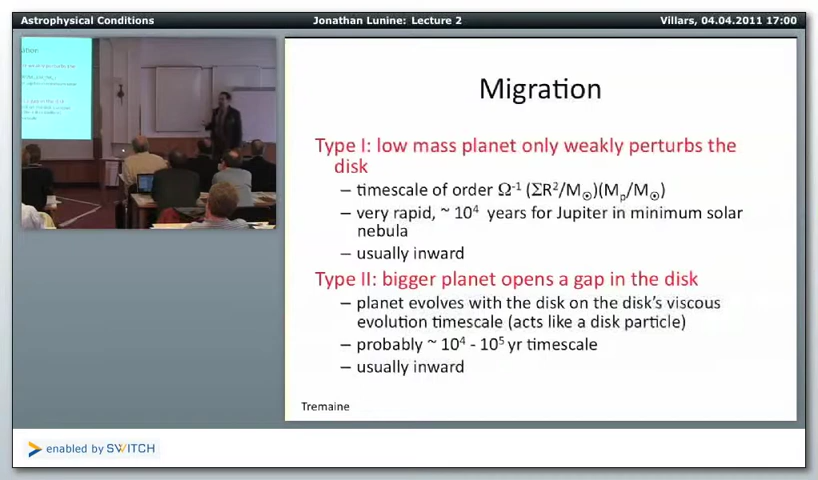 Astrophysical Conditions
Jonathan Lunine: Lecture 2
Villars, 04.04.2011 17:00
Migration
Type I: low mass planet only weakly perturbs the
disk
– timescale of order Ω⁻¹ (ΣR²/M☉)(Mₚ/M☉)
– very rapid, ~ 10⁴ years for Jupiter in minimum solar
nebula
– usually inward
Type II: bigger planet opens a gap in the disk
– planet evolves with the disk on the disk's viscous
evolution timescale (acts like a disk particle)
– probably ~ 10⁴ - 10⁵ yr timescale
– usually inward
Tremaine
enabled by SWITCH